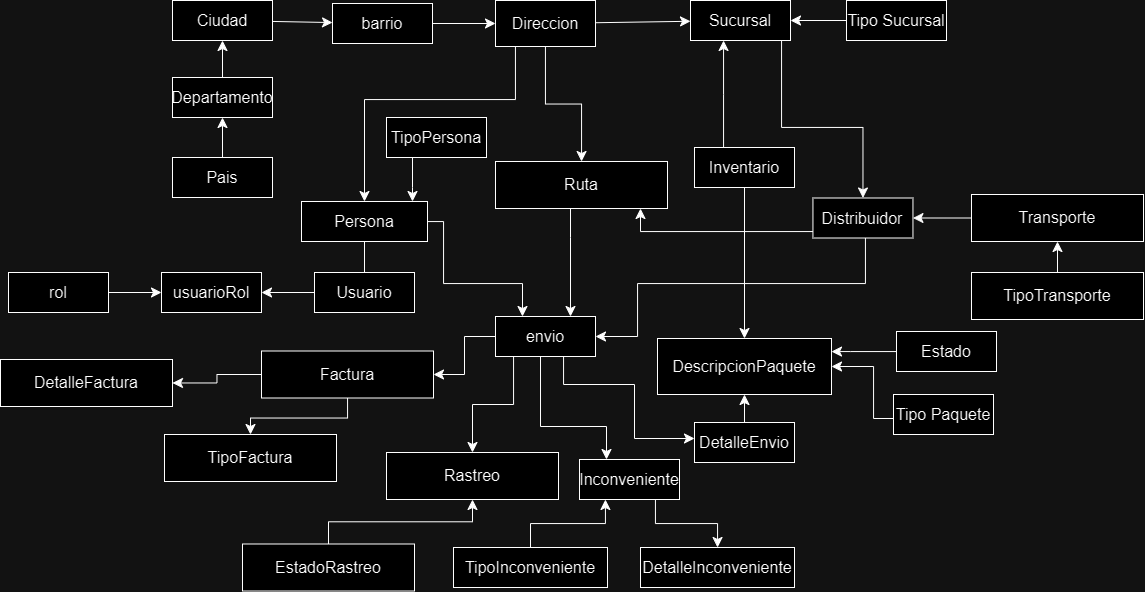 Ciudad
barrio
Direccion
Sucursal
Tipo Sucursal
Departamento
TipoPersona
Pais
Inventario
Ruta
Persona
Distribuidor
Transporte
rol
usuarioRol
Usuario
TipoTransporte
envio
Estado
DescripcionPaquete
Factura
DetalleFactura
Tipo Paquete
DetalleEnvio
TipoFactura
Rastreo
Inconveniente
EstadoRastreo
TipoInconveniente
DetalleInconveniente